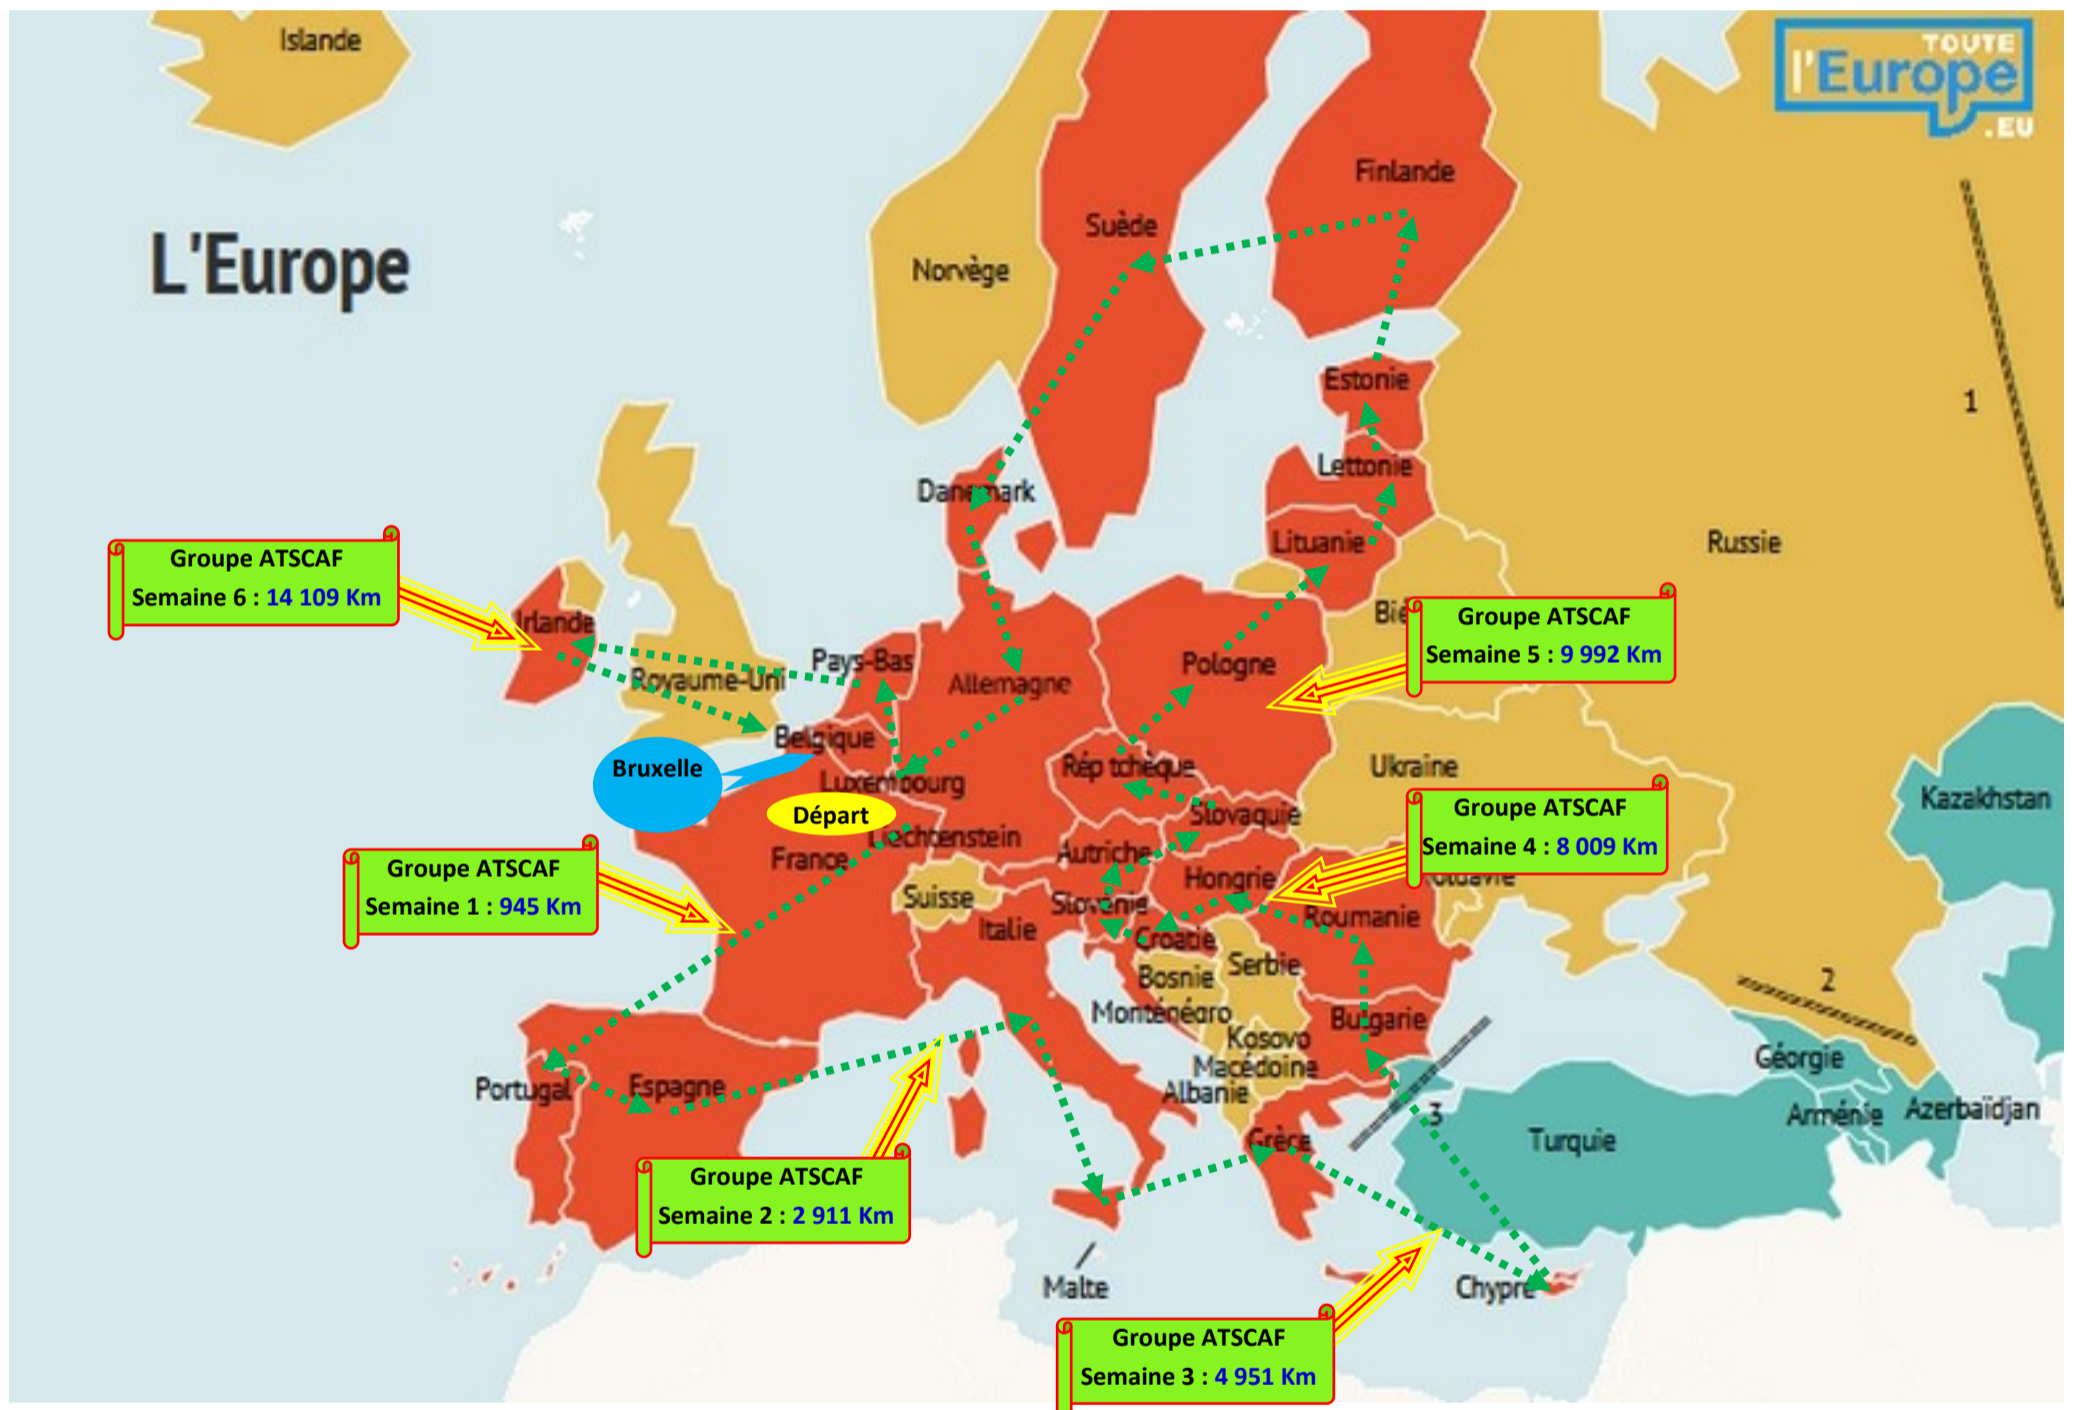 Islande
TOUTE
l'Europe
.EU
Finlande
Suède
L'Europe
Norvège
1
Estonie
Lettonie
Danemark
Lituanie
Russie
Groupe ATSCAF
Semaine 6 : 14 109 Km
Irlande
Groupe ATSCAF
Semaine 5 : 9 992 Km
Bié
Pays-Bas
Royaume-Uni
Allemagne
Pologne
Belgique
Bruxelle
Luxembourg
Rép tchèque
Ukraine
Kazakhstan
Départ
Slovaquie
Groupe ATSCAF
Semaine 4 : 8 009 Km
Liechtenstein
France
Autriche
Groupe ATSCAF
Semaine 1 : 945 Km
Suisse
Hongrie
Slovénie
Roumanie
Italie
Croatie
Serbie
Bosnie
2
Monténégro
Bulgarie
Kosovo
Macédoine
Géorgie
Albanie
Portugal
Espagne
3
Arménie
Azerbaïdjan
Grèce
Turquie
Groupe ATSCAF
Semaine 2 : 2 911 Km
Malte
Chypre
Groupe ATSCAF
Semaine 3 : 4 951 Km